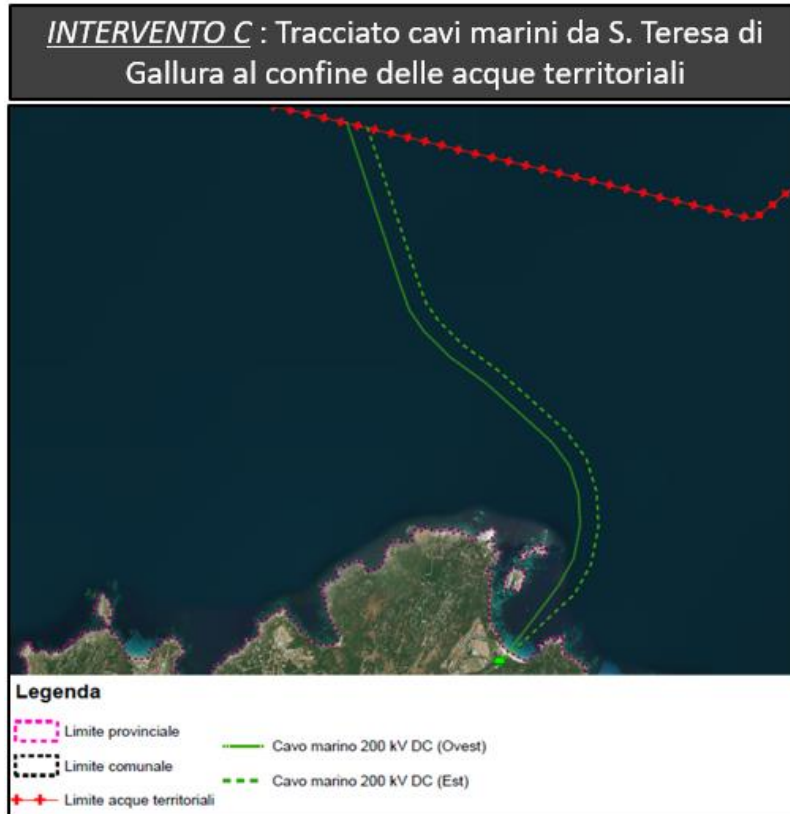 INTERVENTO C : Tracciato cavi marini da S. Teresa di
Gallura al confine delle acque territoriali
Legenda
Limite provinciale
Limite comunale
Limite acque territoriali
Cavo marino 200 kV DC (Ovest)
Cavo marino 200 kV DC (Est)